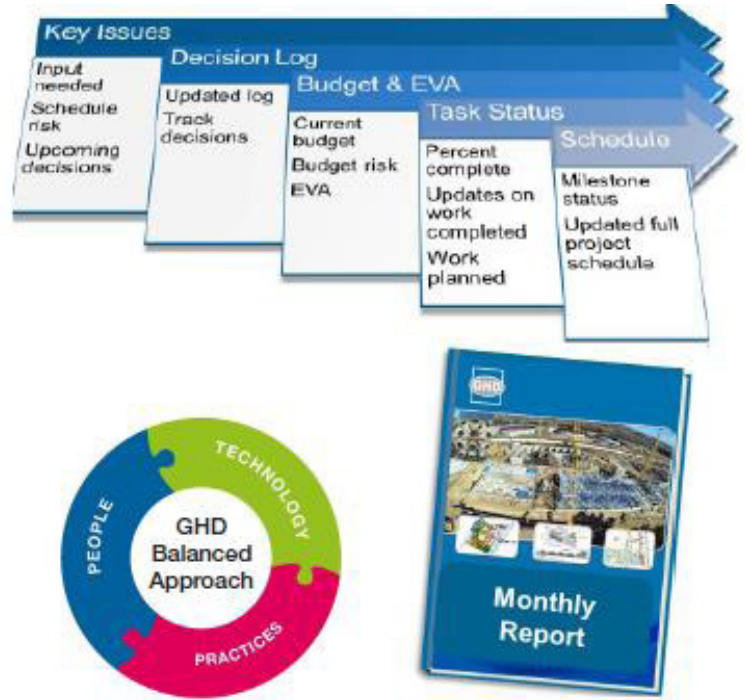 Key Issues
Input
needed
Schedule
risk
Upcoming
decisions
Decision Log
Updated log
Track
decisions
Budget & EVA
Current
budget
Budget risk
EVA
Task Status
Percent
complete
Updates on
work
completed
Work
planned
Schedule
Milestone
status
Updated full
project
schedule
PEOPLE
TECHNOLOGY
PRACTICES
GHD
Balanced
Approach
GHD
Monthly
Report